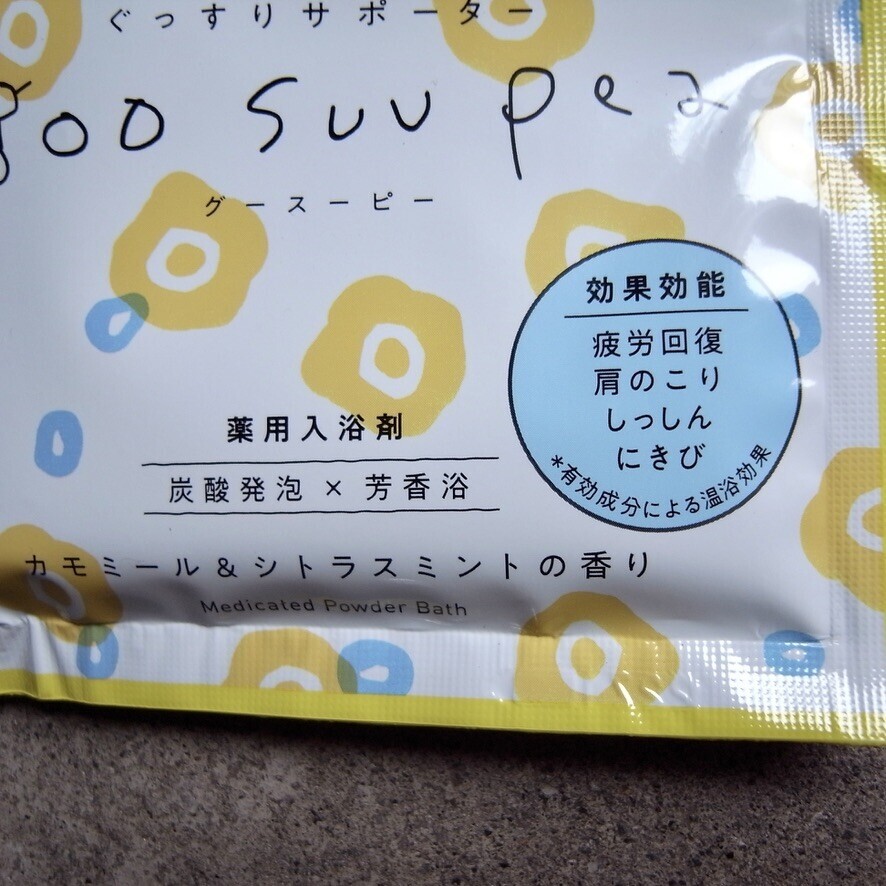 ぐっすりサポーター
goo suu pea
グースーピー
効果効能
疲労回復
肩のこり
しっしん
にきび
*有効成分による温浴効果
薬用入浴剤
炭酸発泡 × 芳香浴
カモミール&シトラスミントの香り
Medicated Powder Bath